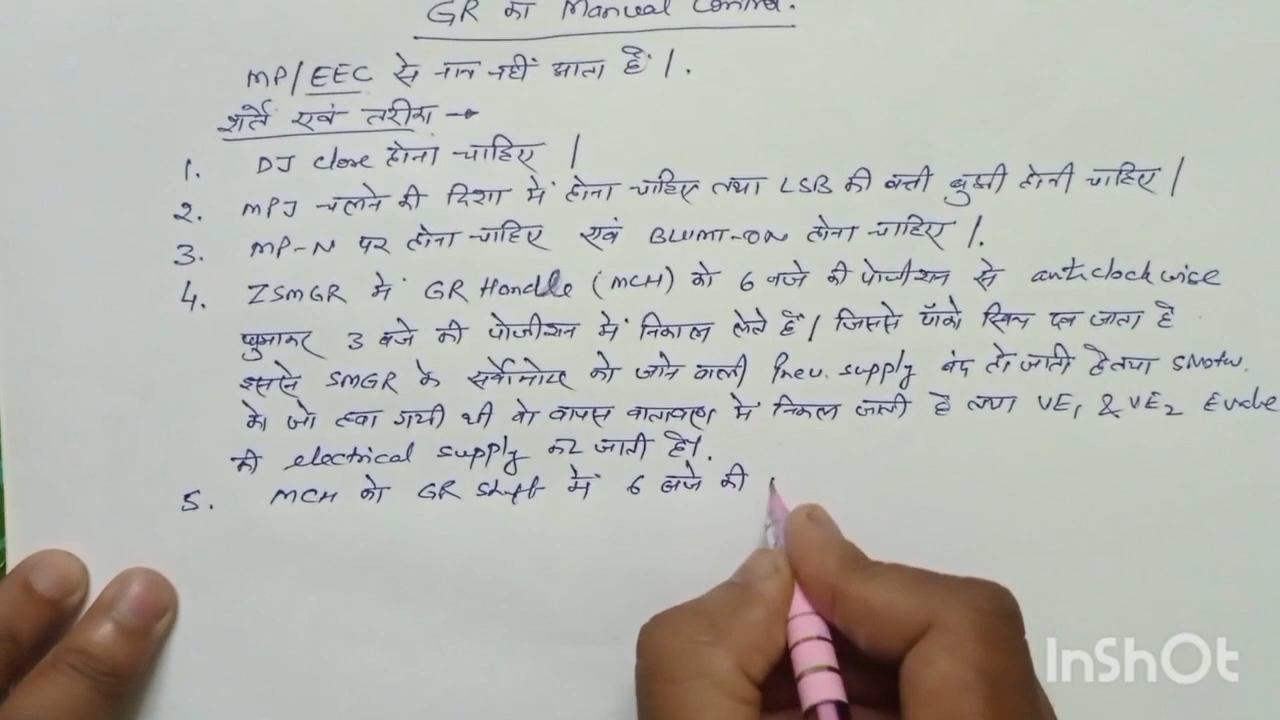 GR का Manual Control.
MP/EEC से नाच नहीं आता है।.
शर्ते एवं तरीका →
1. DJ close होना चाहिए।
2. MPJ चलने की दिशा में होना चाहिए तथा LSB की बत्ती बुझी होनी चाहिए।
3. MP-N पर होना चाहिए एवं BLVMT-ON होना चाहिए।.
4. ZSMGR में GR Handle (MCH) को 6 बजे की पोजीशन से anticlockwise
घुमाकर 3 बजे की पोजीशन में निकाल लेते हैं। जिससे पॉको स्विच दब जाता है
इससे SMGR के सर्वोमोटर को जाने वाली Pneu. supply बंद हो जाती है तथा
को जो हवा गयी थी वो वापस वातावरण में निकल जाती है तथा VE1 & VE2
की electrical supply कट जाती है।.
5. MCH को GR shaft में 6 बजे की
InShOt